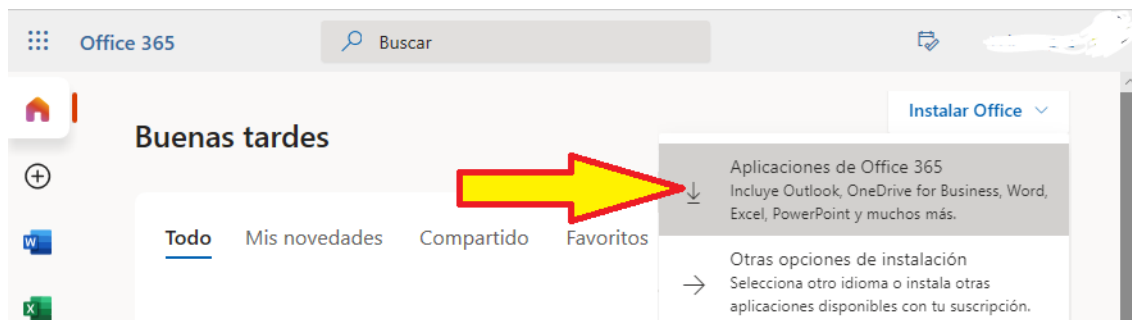 Office 365
Buscar
Instalar Office
Buenas tardes
Aplicaciones de Office 365
Incluye Outlook, OneDrive for Business, Word,
Excel, PowerPoint y muchos más.
Todo Mis novedades Compartido Favoritos
Otras opciones de instalación
Selecciona otro idioma o instala otras
aplicaciones disponibles con tu suscripción.
W
X